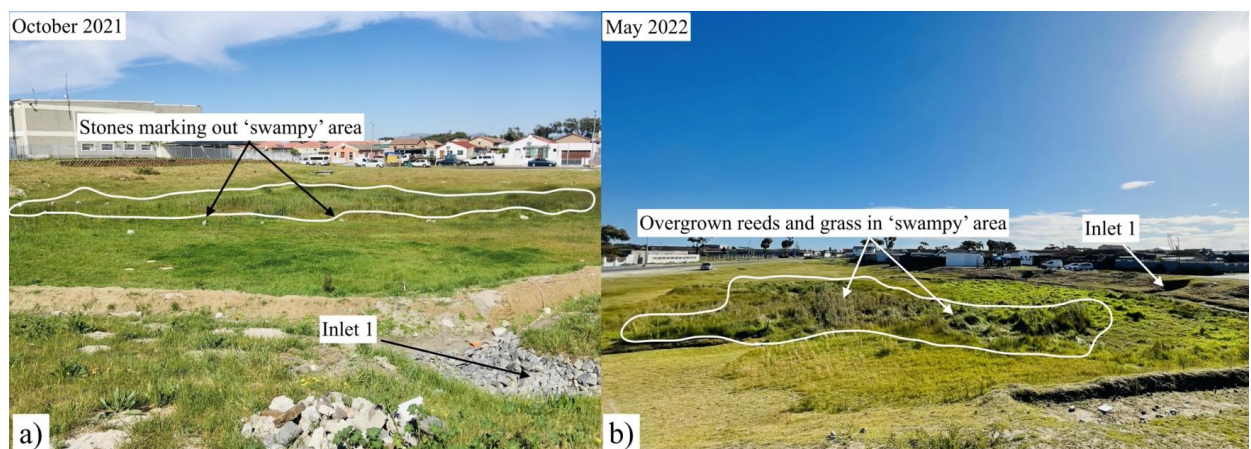 October 2021
Stones marking out ‘swampy’ area
Inlet 1
a)
May 2022
Overgrown reeds and grass in ‘swampy’ area
Inlet 1
b)